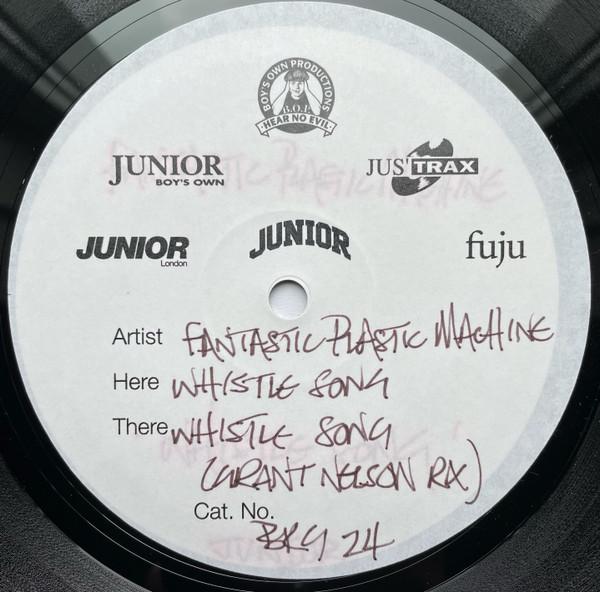 BOY'S OWN PRODUCTIONS
B.O.P.
·HEAR NO EVIL·
JUNIOR
BOY'S OWN
JUS' TRAX
JUNIOR
London
JUNIOR
fuju
Artist FANTASTIC PLASTIC MACHINE
Here WHISTLE SONG
There WHISTLE SONG
(GRANT NELSON RX)
Cat. No.
BRG 24